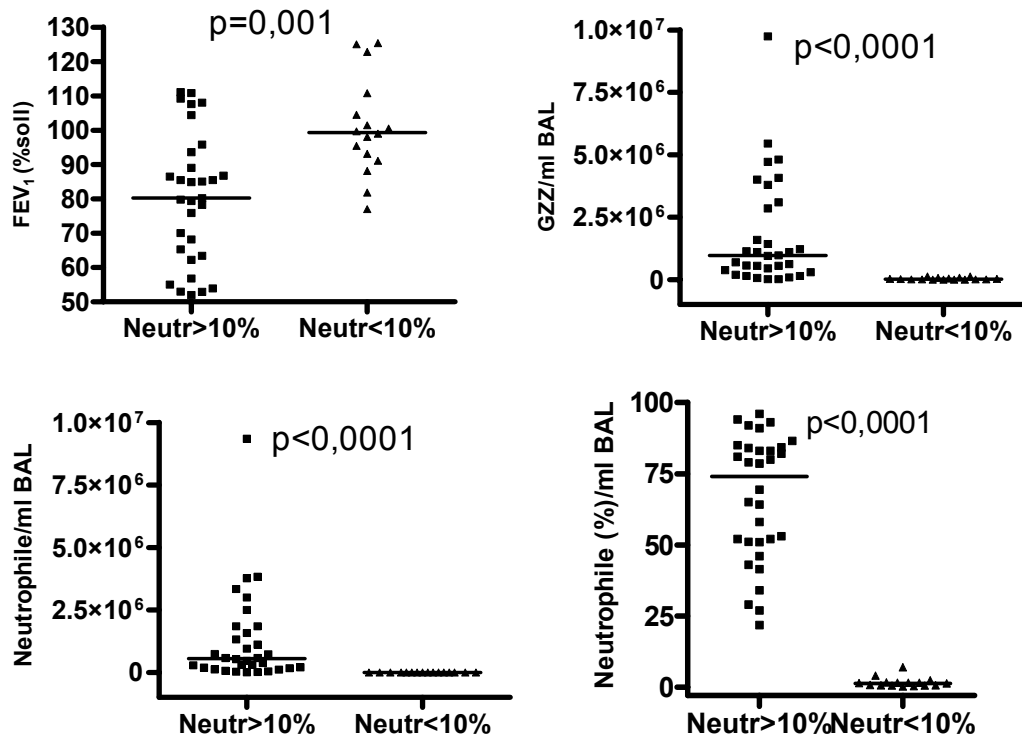 p=0,001
FEV₁ (%soll)
130
120
110
100
90
80
70
60
50
Neutr>10% Neutr<10%
p<0,0001
GZZ/ml BAL
1.0×10⁷
7.5×10⁶
5.0×10⁶
2.5×10⁶
0
Neutr>10% Neutr<10%
p<0,0001
Neutrophile/ml BAL
1.0×10⁷
7.5×10⁶
5.0×10⁶
2.5×10⁶
0
Neutr>10% Neutr<10%
p<0,0001
Neutrophile (%)/ml BAL
100
75
50
25
0
Neutr>10%Neutr<10%